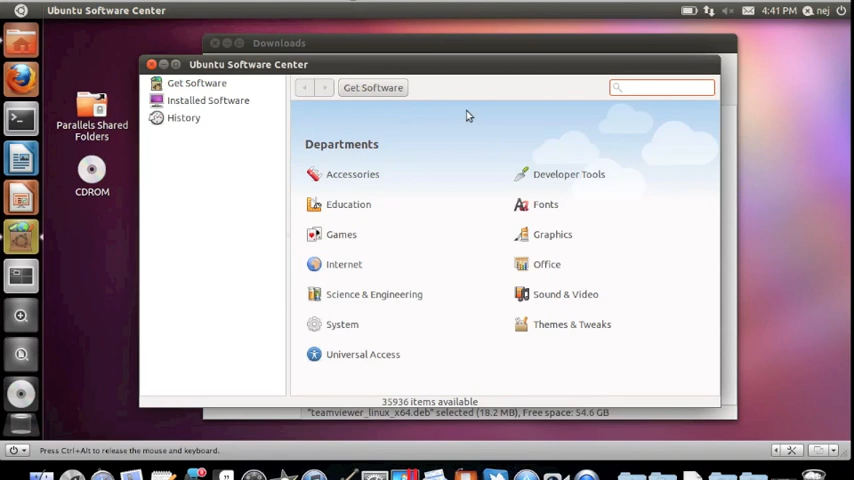 Ubuntu Software Center
4:41 PM nej
Downloads
Ubuntu Software Center
Get Software
Installed Software
History
Get Software
Parallels Shared
Folders
CDROM
Departments
Accessories
Developer Tools
Education
Fonts
Games
Graphics
Internet
Office
Science & Engineering
Sound & Video
System
Themes & Tweaks
Universal Access
35936 items available
"teamviewer_linux_x64.deb" selected (18.2 MB), Free space: 54.6 GB
Press Ctrl+Alt to release the mouse and keyboard.